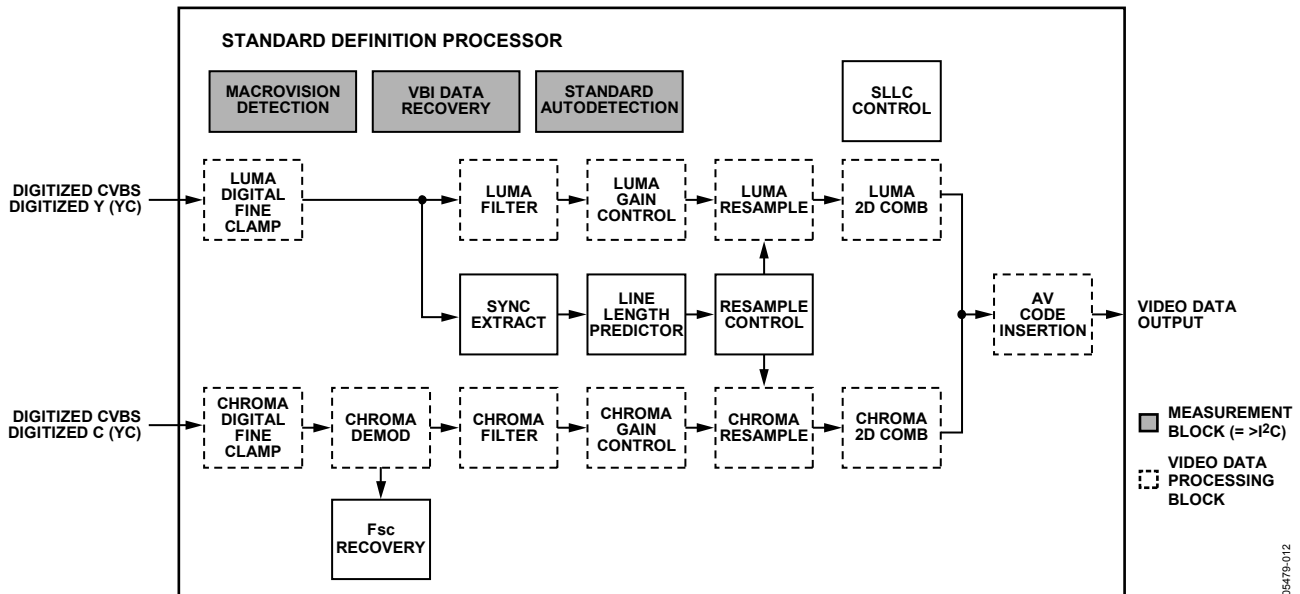 STANDARD DEFINITION PROCESSOR
MACROVISION
DETECTION
VBI DATA
RECOVERY
STANDARD
AUTODETECTION
SLLC
CONTROL
DIGITIZED CVBS
DIGITIZED Y (YC)
LUMA
DIGITAL
FINE
CLAMP
LUMA
FILTER
LUMA
GAIN
CONTROL
LUMA
RESAMPLE
LUMA
2D COMB
SYNC
EXTRACT
LINE
LENGTH
PREDICTOR
RESAMPLE
CONTROL
AV
CODE
INSERTION
VIDEO DATA
OUTPUT
DIGITIZED CVBS
DIGITIZED C (YC)
CHROMA
DIGITAL
FINE
CLAMP
CHROMA
DEMOD
CHROMA
FILTER
CHROMA
GAIN
CONTROL
CHROMA
RESAMPLE
CHROMA
2D COMB
Fsc
RECOVERY
MEASUREMENT
BLOCK (= >I²C)
VIDEO DATA
PROCESSING
BLOCK
05479-012